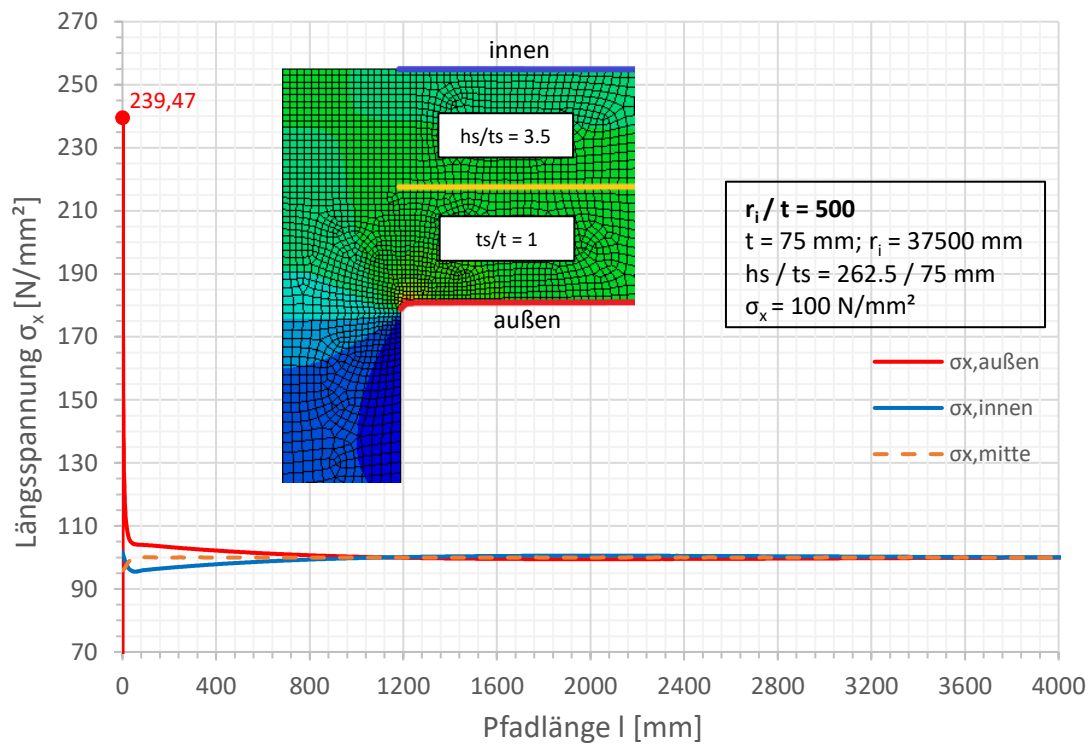 270
250
230
210
190
170
150
130
110
90
70
Längsspannung σx [N/mm²]
239,47
innen
hs/ts = 3.5
ts/t = 1
außen
ri / t = 500
t = 75 mm; ri = 37500 mm
hs / ts = 262.5 / 75 mm
σx = 100 N/mm²
σx,außen
σx,innen
σx,mitte
0 400 800 1200 1600 2000 2400 2800 3200 3600 4000
Pfadlänge l [mm]